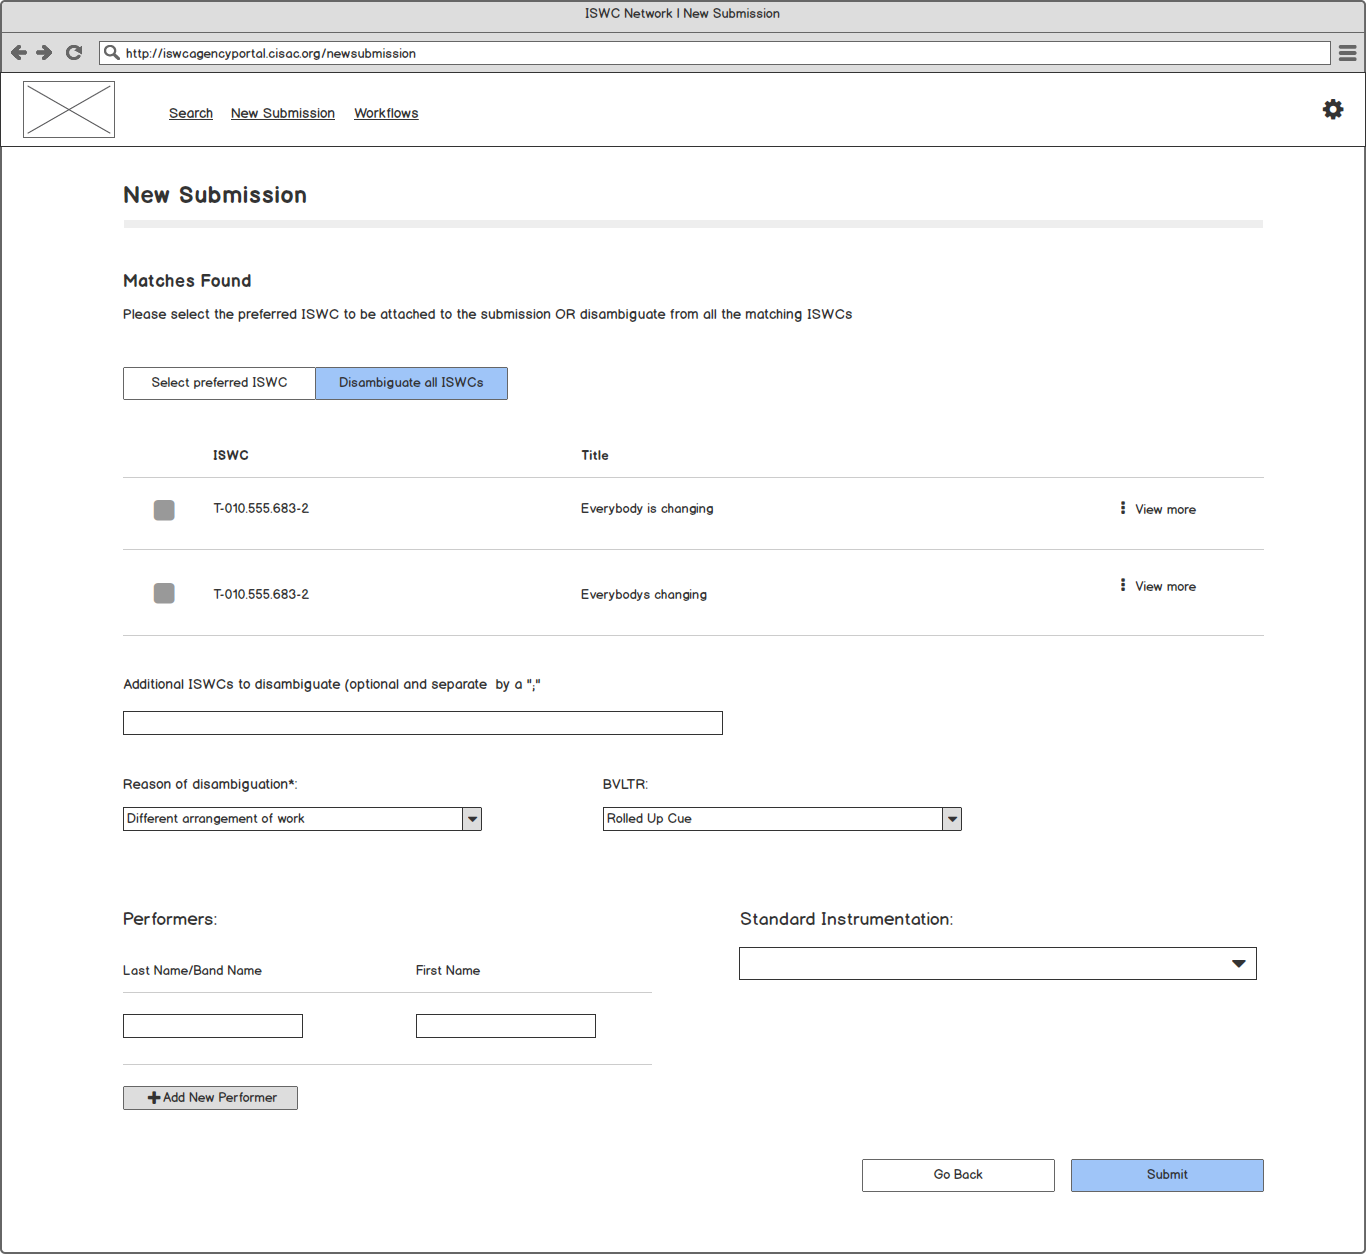 ISWC Network | New Submission
http://iswcagencyportal.cisac.org/newsubmission
Search New Submission Workflows
New Submission
Matches Found
Please select the preferred ISWC to be attached to the submission OR disambiguate from all the matching ISWCs
Select preferred ISWC Disambiguate all ISWCs
ISWC Title
T-010.555.683-2 Everybody is changing View more
T-010.555.683-2 Everybodys changing View more
Additional ISWCs to disambiguate (optional and separate  by a ";"
Reason of disambiguation*: BVLTR:
Different arrangement of work Rolled Up Cue
Performers: Standard Instrumentation:
Last Name/Band Name First Name
Add New Performer
Go Back Submit